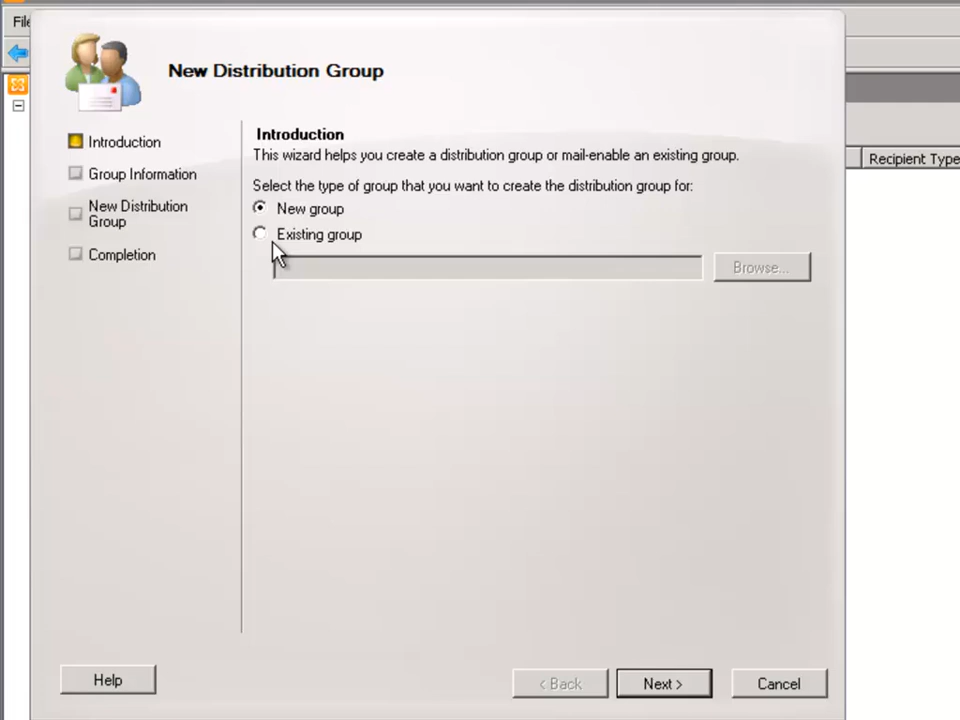 File
New Distribution Group
Introduction
Group Information
New Distribution
Group
Completion
Introduction
This wizard helps you create a distribution group or mail-enable an existing group.
Select the type of group that you want to create the distribution group for:
New group
Existing group
Browse...
Recipient Type
Help
< Back
Next >
Cancel